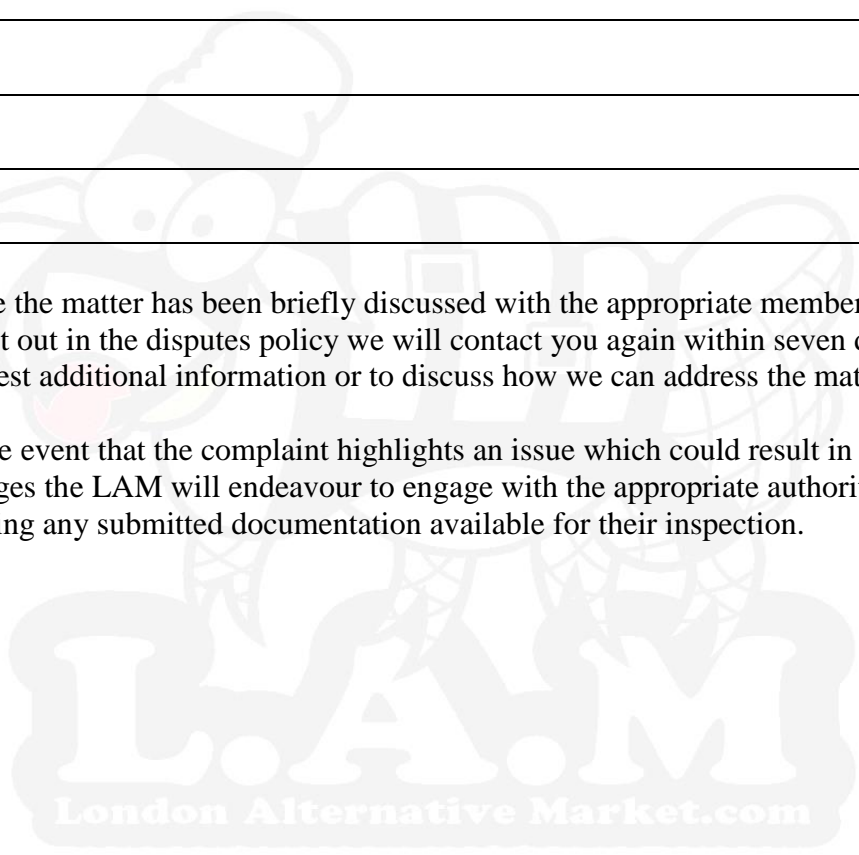 e the matter has been briefly discussed with the appropriate member
t out in the disputes policy we will contact you again within seven
est additional information or to discuss how we can address the mat
e event that the complaint highlights an issue which could result in
ges the LAM will endeavour to engage with the appropriate authori
ing any submitted documentation available for their inspection.
L.A.M
London Alternative Market.com